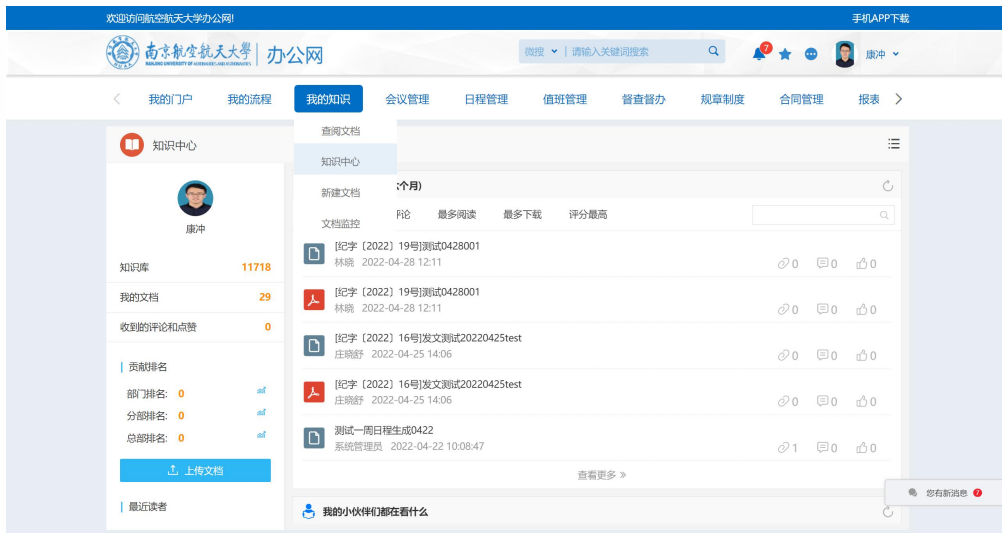 欢迎访问航空航天大学办公网!
手机APP下载
南京航空航天大学 办公网
NANJING UNIVERSITY OF AERONAUTICS AND ASTRONAUTICS
微搜 请输入关键词搜索
7
康冲
我的门户 我的流程 我的知识 会议管理 日程管理 值班管理 督查督办 规章制度 合同管理 报表
知识中心
查阅文档
知识中心
新建文档
文档监控
康冲
知识库 11718
我的文档 29
收到的评论和点赞 0
贡献排名
部门排名: 0
分部排名: 0
总部排名: 0
上传文档
最近读者
个月)
评论 最多阅读 最多下载 评分最高
[纪字〔2022〕19号]测试0428001
林晓 2022-04-28 12:11
0 0 0
[纪字〔2022〕19号]测试0428001
林晓 2022-04-28 12:11
0 0 0
[纪字〔2022〕16号]发文测试20220425test
庄晓舒 2022-04-25 14:06
0 0 0
[纪字〔2022〕16号]发文测试20220425test
庄晓舒 2022-04-25 14:06
0 0 0
测试一周日程生成0422
系统管理员 2022-04-22 10:08:47
1 0 0
查看更多 »
我的小伙伴们都在看什么
您有新消息 7